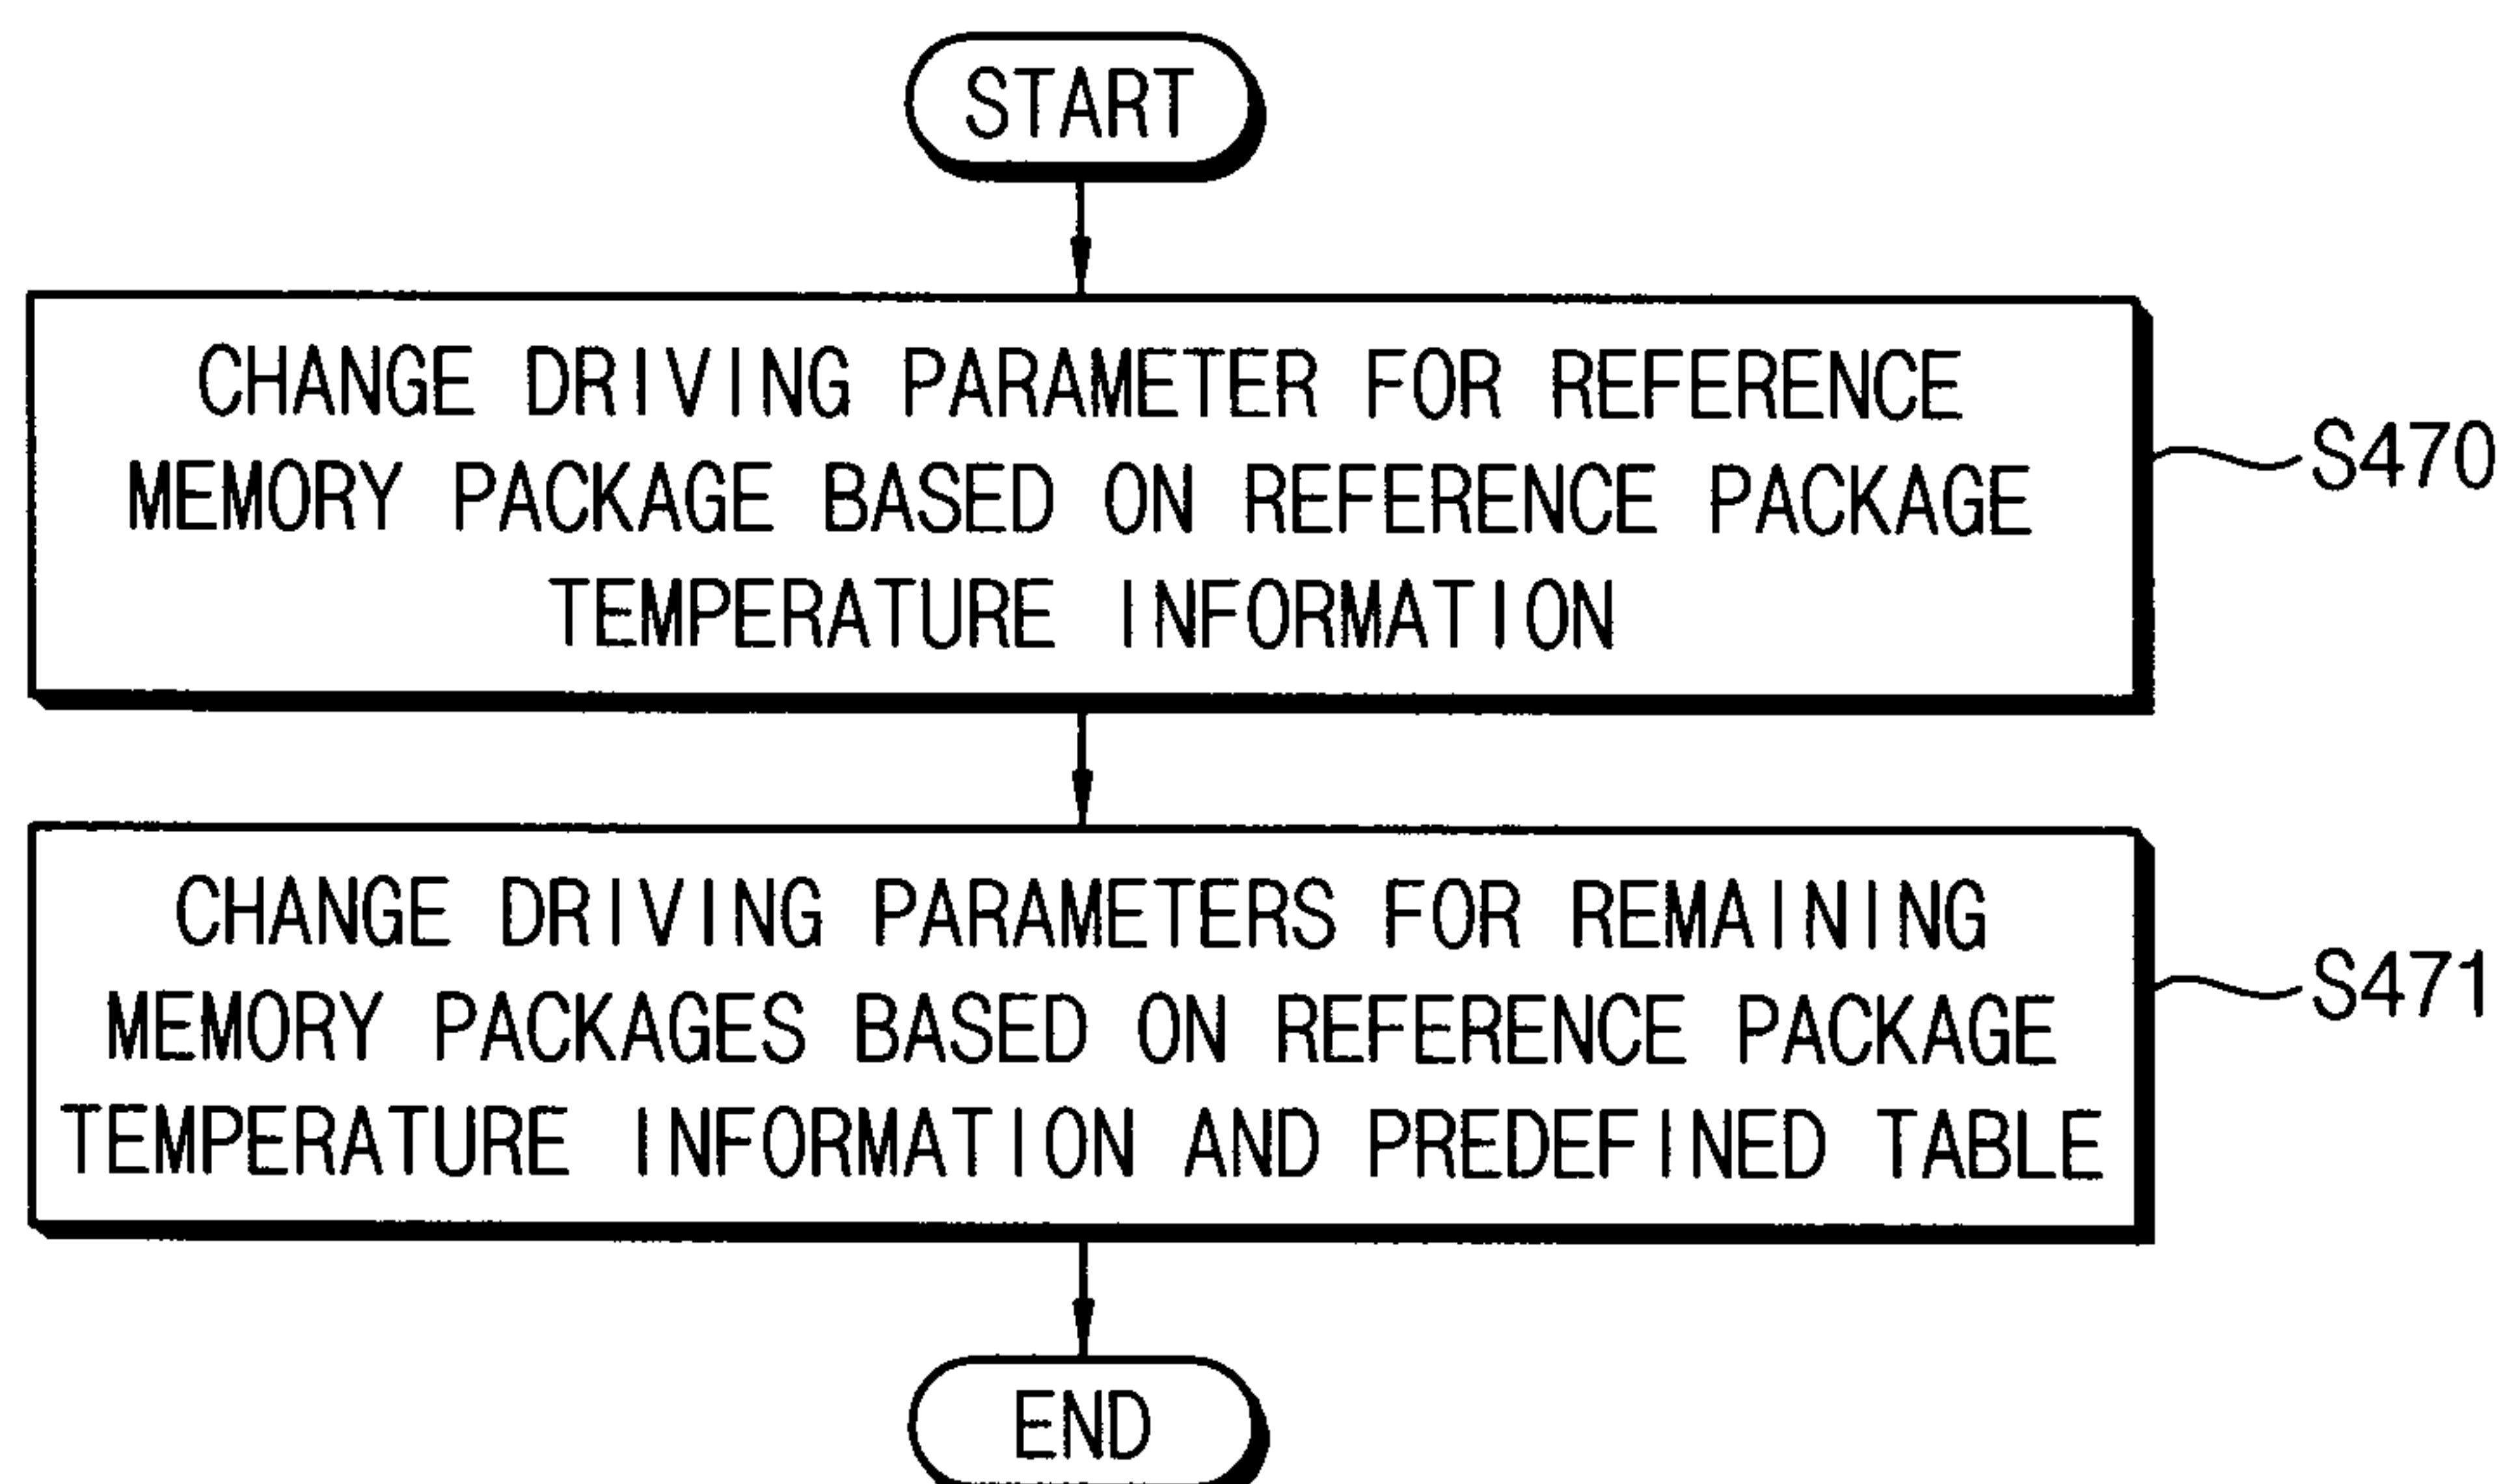 START
CHANGE DRIVING PARAMETER FOR REFERENCE
MEMORY PACKAGE BASED ON REFERENCE PACKAGE
TEMPERATURE INFORMATION
S470
CHANGE DRIVING PARAMETERS FOR REMAINING
MEMORY PACKAGES BASED ON REFERENCE PACKAGE
TEMPERATURE INFORMATION AND PREDEFINED TABLE
S471
END